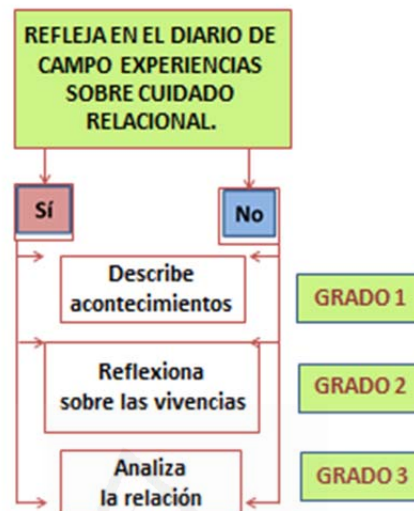 REFLEJA EN EL DIARIO DE
CAMPO EXPERIENCIAS
SOBRE CUIDADO
RELACIONAL.
Sí
No
Describe
acontecimientos
GRADO 1
Reflexiona
sobre las vivencias
GRADO 2
Analiza
la relación
GRADO 3